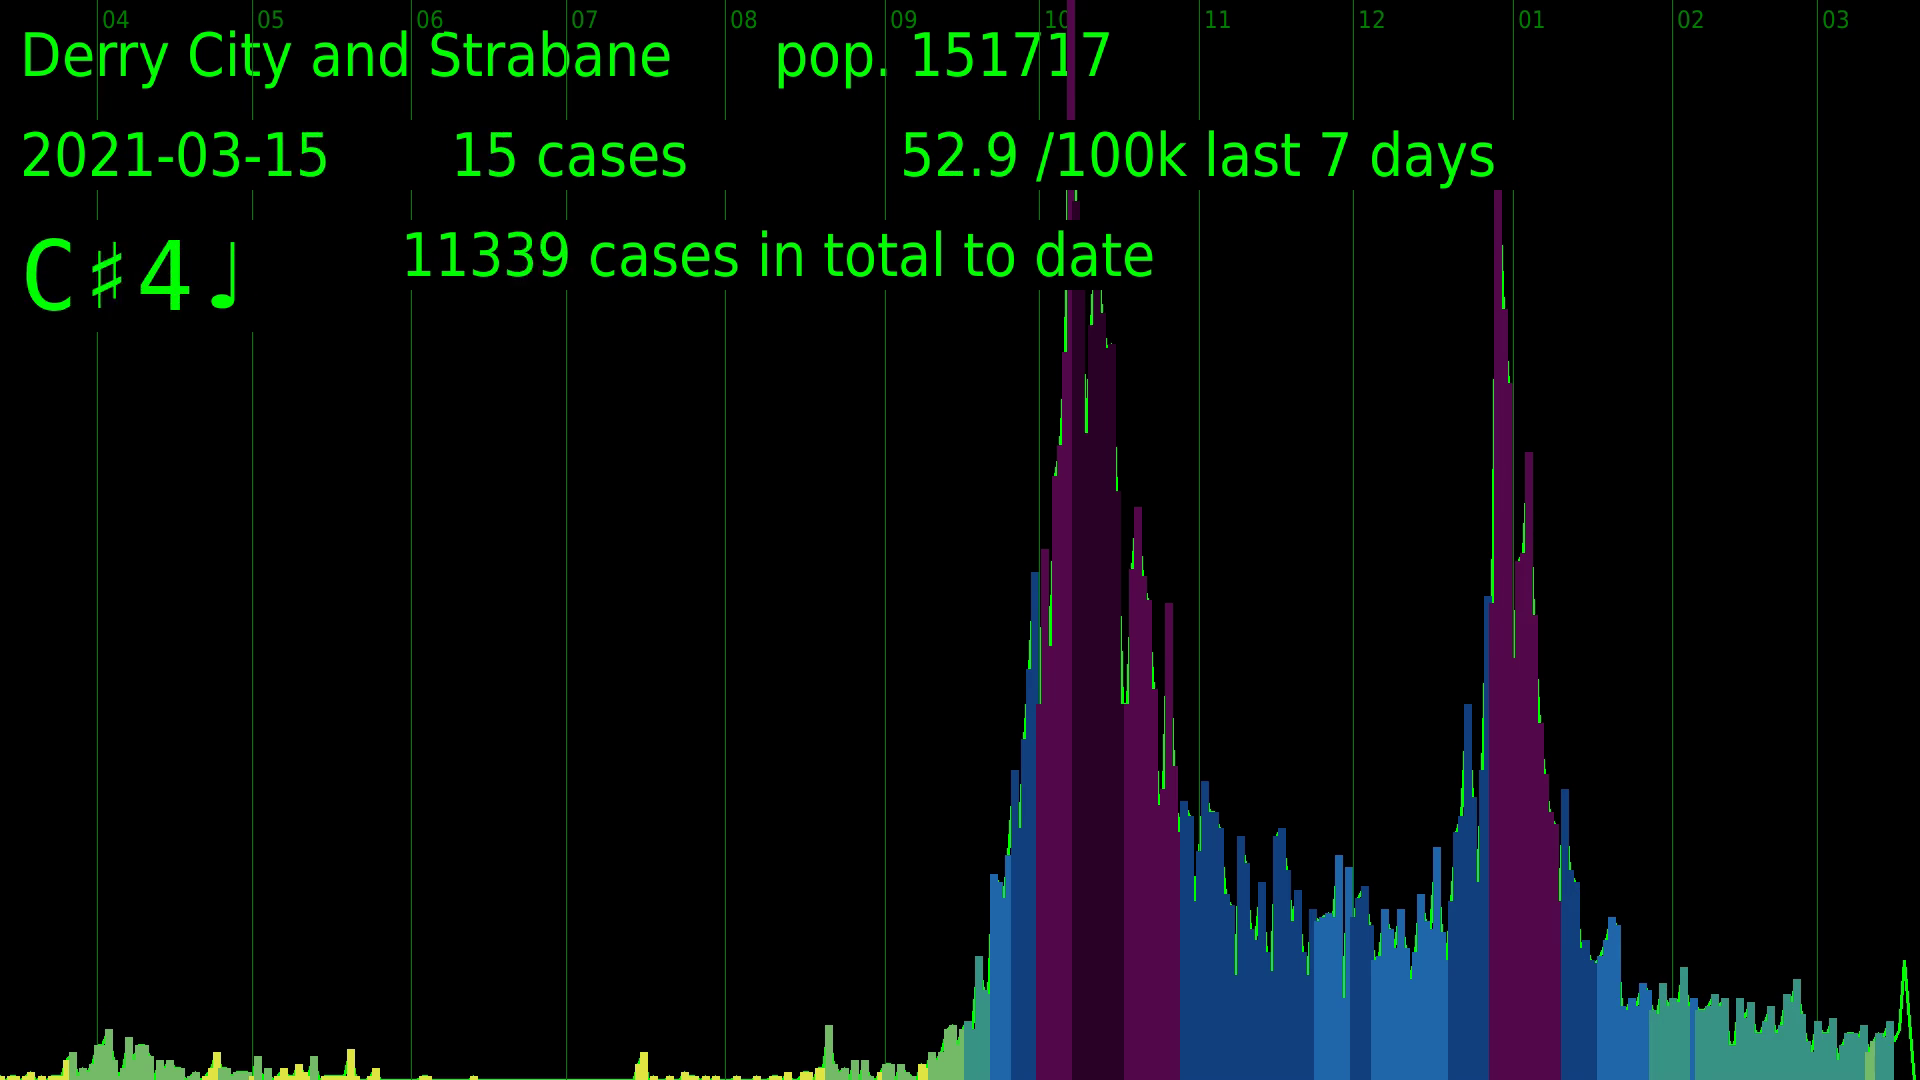 04 05 06 07 08 09 10 11 12 01 02 03
Derry City and Strabane pop. 151717
2021-03-15 15 cases 52.9 /100k last 7 days
C♯4♩ 11339 cases in total to date